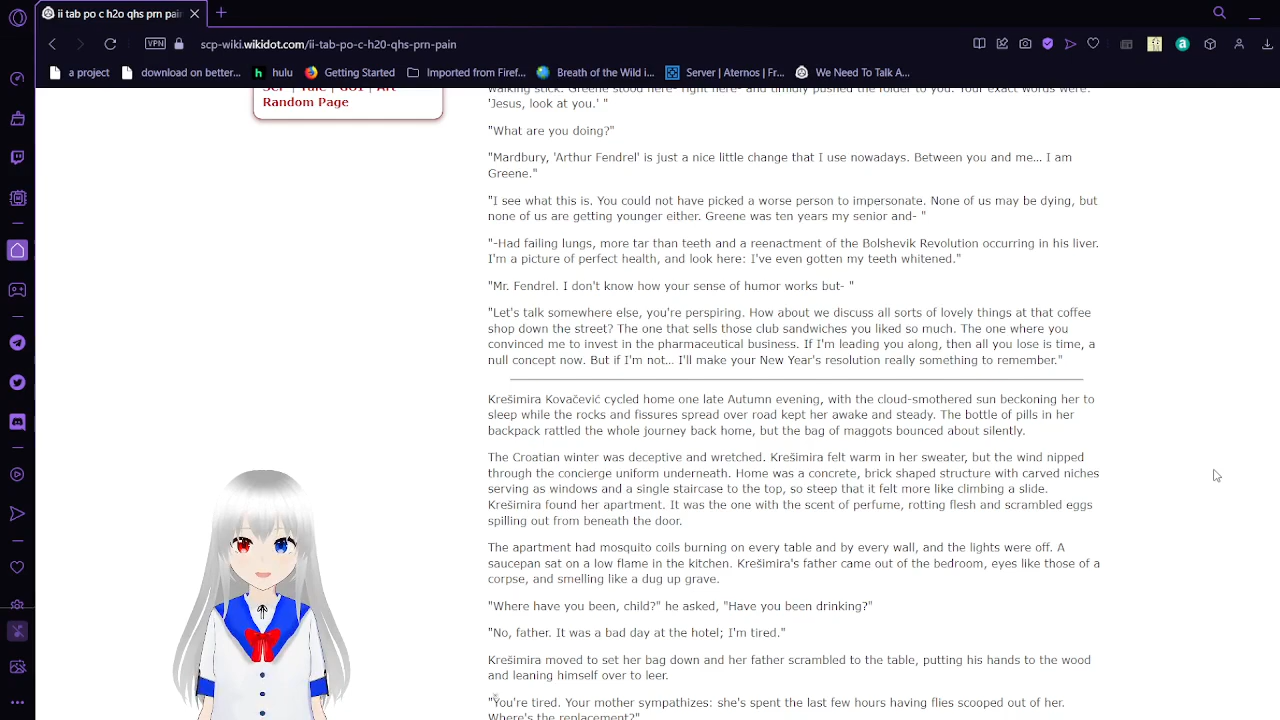 ii tab po c h2o qhs prn pain
VPN
scp-wiki.wikidot.com/ii-tab-po-c-h20-qhs-prn-pain
a project
download on better...
hulu
Getting Started
Imported from Firef...
Breath of the Wild i...
Server | Aternos | Fr...
We Need To Talk A...
SCP | Tale | GOI | Art
Random Page
walking stick. Greene stood here- right here- and timidly pushed the folder to you. Your exact words were:
'Jesus, look at you.' "
"What are you doing?"
"Mardbury, 'Arthur Fendrel' is just a nice little change that I use nowadays. Between you and me... I am
Greene."
"I see what this is. You could not have picked a worse person to impersonate. None of us may be dying, but
none of us are getting younger either. Greene was ten years my senior and- "
"-Had failing lungs, more tar than teeth and a reenactment of the Bolshevik Revolution occurring in his liver.
I'm a picture of perfect health, and look here: I've even gotten my teeth whitened."
"Mr. Fendrel. I don't know how your sense of humor works but- "
"Let's talk somewhere else, you're perspiring. How about we discuss all sorts of lovely things at that coffee
shop down the street? The one that sells those club sandwiches you liked so much. The one where you
convinced me to invest in the pharmaceutical business. If I'm leading you along, then all you lose is time, a
null concept now. But if I'm not... I'll make your New Year's resolution really something to remember."
Krešimira Kovačević cycled home one late Autumn evening, with the cloud-smothered sun beckoning her to
sleep while the rocks and fissures spread over road kept her awake and steady. The bottle of pills in her
backpack rattled the whole journey back home, but the bag of maggots bounced about silently.
The Croatian winter was deceptive and wretched. Krešimira felt warm in her sweater, but the wind nipped
through the concierge uniform underneath. Home was a concrete, brick shaped structure with carved niches
serving as windows and a single staircase to the top, so steep that it felt more like climbing a slide.
Krešimira found her apartment. It was the one with the scent of perfume, rotting flesh and scrambled eggs
spilling out from beneath the door.
The apartment had mosquito coils burning on every table and by every wall, and the lights were off. A
saucepan sat on a low flame in the kitchen. Krešimira's father came out of the bedroom, eyes like those of a
corpse, and smelling like a dug up grave.
"Where have you been, child?" he asked, "Have you been drinking?"
"No, father. It was a bad day at the hotel; I'm tired."
Krešimira moved to set her bag down and her father scrambled to the table, putting his hands to the wood
and leaning himself over to leer.
"You're tired. Your mother sympathizes: she's spent the last few hours having flies scooped out of her.
Where's the replacement?"